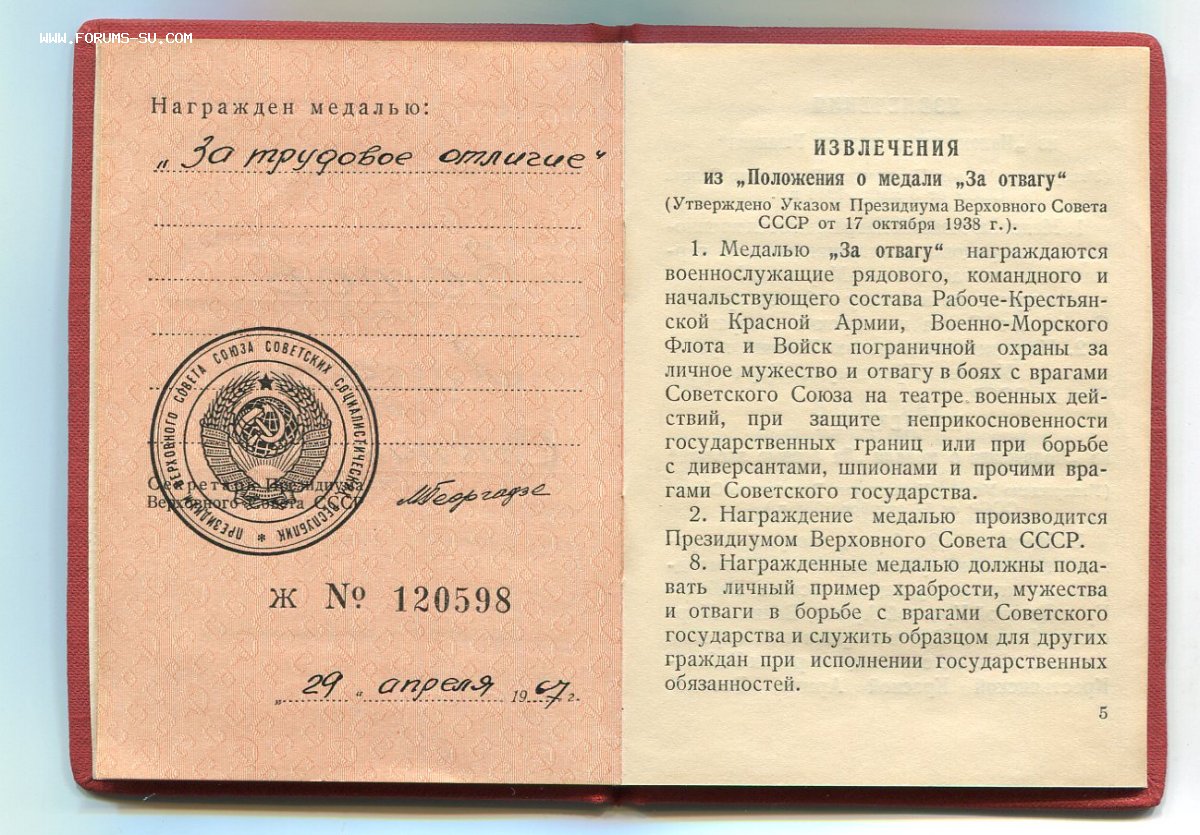 WWW.FORUMS-SU.COM
Награжден медалью:
„За трудовое отличие“
ПРЕЗИДИУМ ВЕРХОВНОГО СОВЕТА СОЮЗА СОВЕТСКИХ СОЦИАЛИСТИЧЕСКИХ РЕСПУБЛИК *
Секретарь Президиума
Верховного Совета СССР
МГеоргадзе
Ж № 120598
„29“ апреля 1967 г.
ИЗВЛЕЧЕНИЯ
из „Положения о медали „За отвагу“
(Утверждено Указом Президиума Верховного Совета
СССР от 17 октября 1938 г.).
1. Медалью „За отвагу“ награждаются
военнослужащие рядового, командного и
начальствующего состава Рабоче-Крестьян-
ской Красной Армии, Военно-Морского
Флота и Войск пограничной охраны за
личное мужество и отвагу в боях с врагами
Советского Союза на театре военных дей-
ствий, при защите неприкосновенности
государственных границ или при борьбе
с диверсантами, шпионами и прочими вра-
гами Советского государства.
2. Награждение медалью производится
Президиумом Верховного Совета СССР.
8. Награжденные медалью должны пода-
вать личный пример храбрости, мужества
и отваги в борьбе с врагами Советского
государства и служить образцом для других
граждан при исполнении государственных
обязанностей.
5